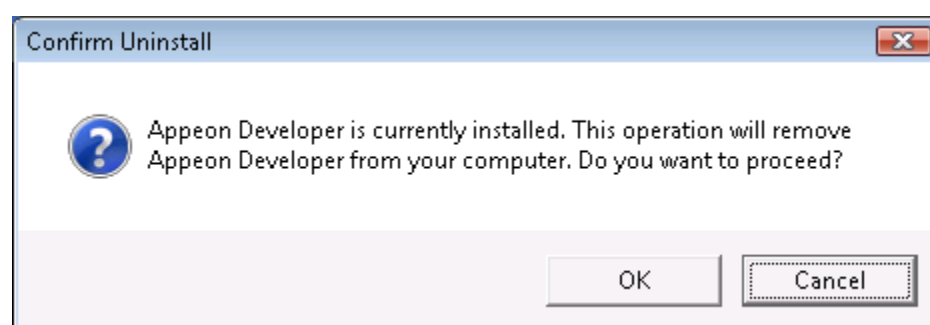 Confirm Uninstall
Appeon Developer is currently installed. This operation will remove
Appeon Developer from your computer. Do you want to proceed?
OK
Cancel